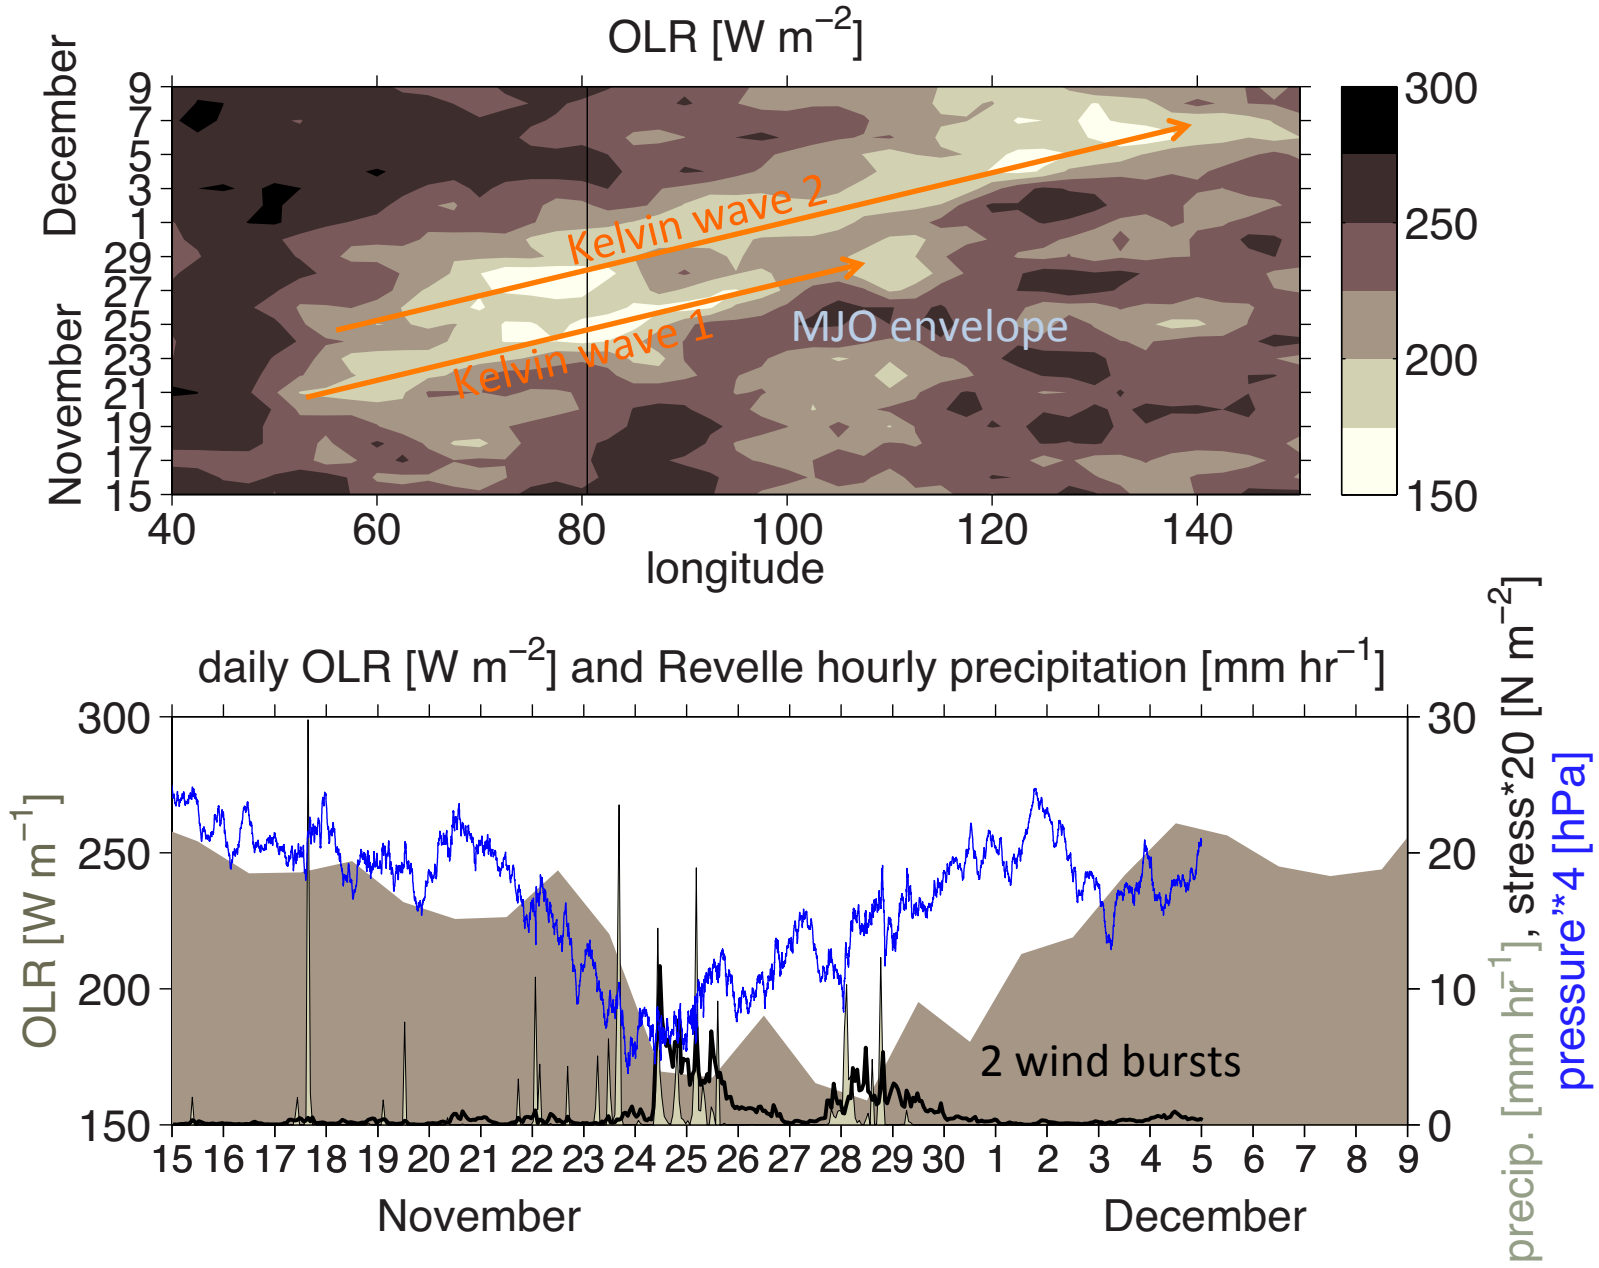 OLR [W m−2]
December
November
9
7
5
3
1
29
27
25
23
21
19
17
15
Kelvin wave 2
Kelvin wave 1
MJO envelope
40 60 80 100 120 140
longitude
300
250
200
150
daily OLR [W m−2] and Revelle hourly precipitation [mm hr−1]
OLR [W m−1]
300
250
200
150
2 wind bursts
30
20
10
0
precip. [mm hr−1], stress*20 [N m−2]
pressure'*4 [hPa]
15 16 17 18 19 20 21 22 23 24 25 26 27 28 29 30 1 2 3 4 5 6 7 8 9
November December